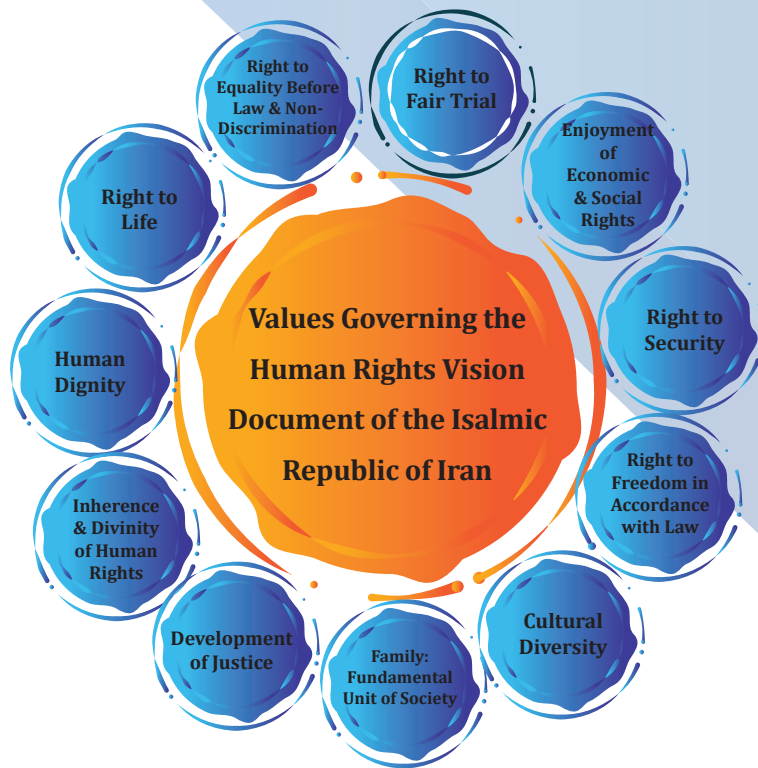 Right to
Equality Before
Law & Non-
Discrimination
Right to
Fair Trial
Enjoyment
of
Economic
& Social
Rights
Right to
Life
Right to
Security
Values Governing the
Human Rights Vision
Document of the Isalmic
Republic of Iran
Human
Dignity
Right to
Freedom in
Accordance
with Law
Inherence
& Divinity
of Human
Rights
Cultural
Diversity
Development
of Justice
Family:
Fundamental
Unit of Society